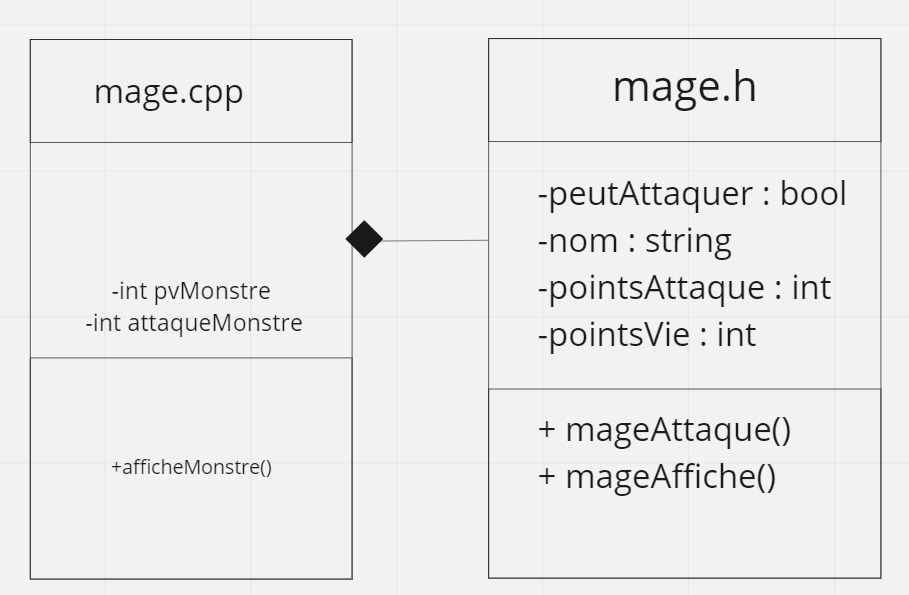 mage.cpp
-int pvMonstre
-int attaqueMonstre
+afficheMonstre()
mage.h
-peutAttaquer : bool
-nom : string
-pointsAttaque : int
-pointsVie : int
+ mageAttaque()
+ mageAffiche()